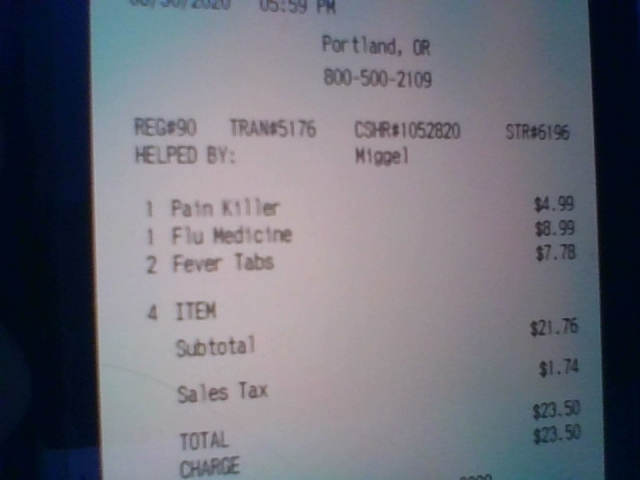 05:59 PM
Portland, OR
800-500-2109
REG#90 TRAN#5176 CSHR#1052820 STR#6196
HELPED BY: Miggel
1 Pain Killer $4.99
1 Flu Medicine $8.99
2 Fever Tabs $7.78
4 ITEM
Subtotal $21.76
Sales Tax $1.74
TOTAL $23.50
CHARGE $23.50